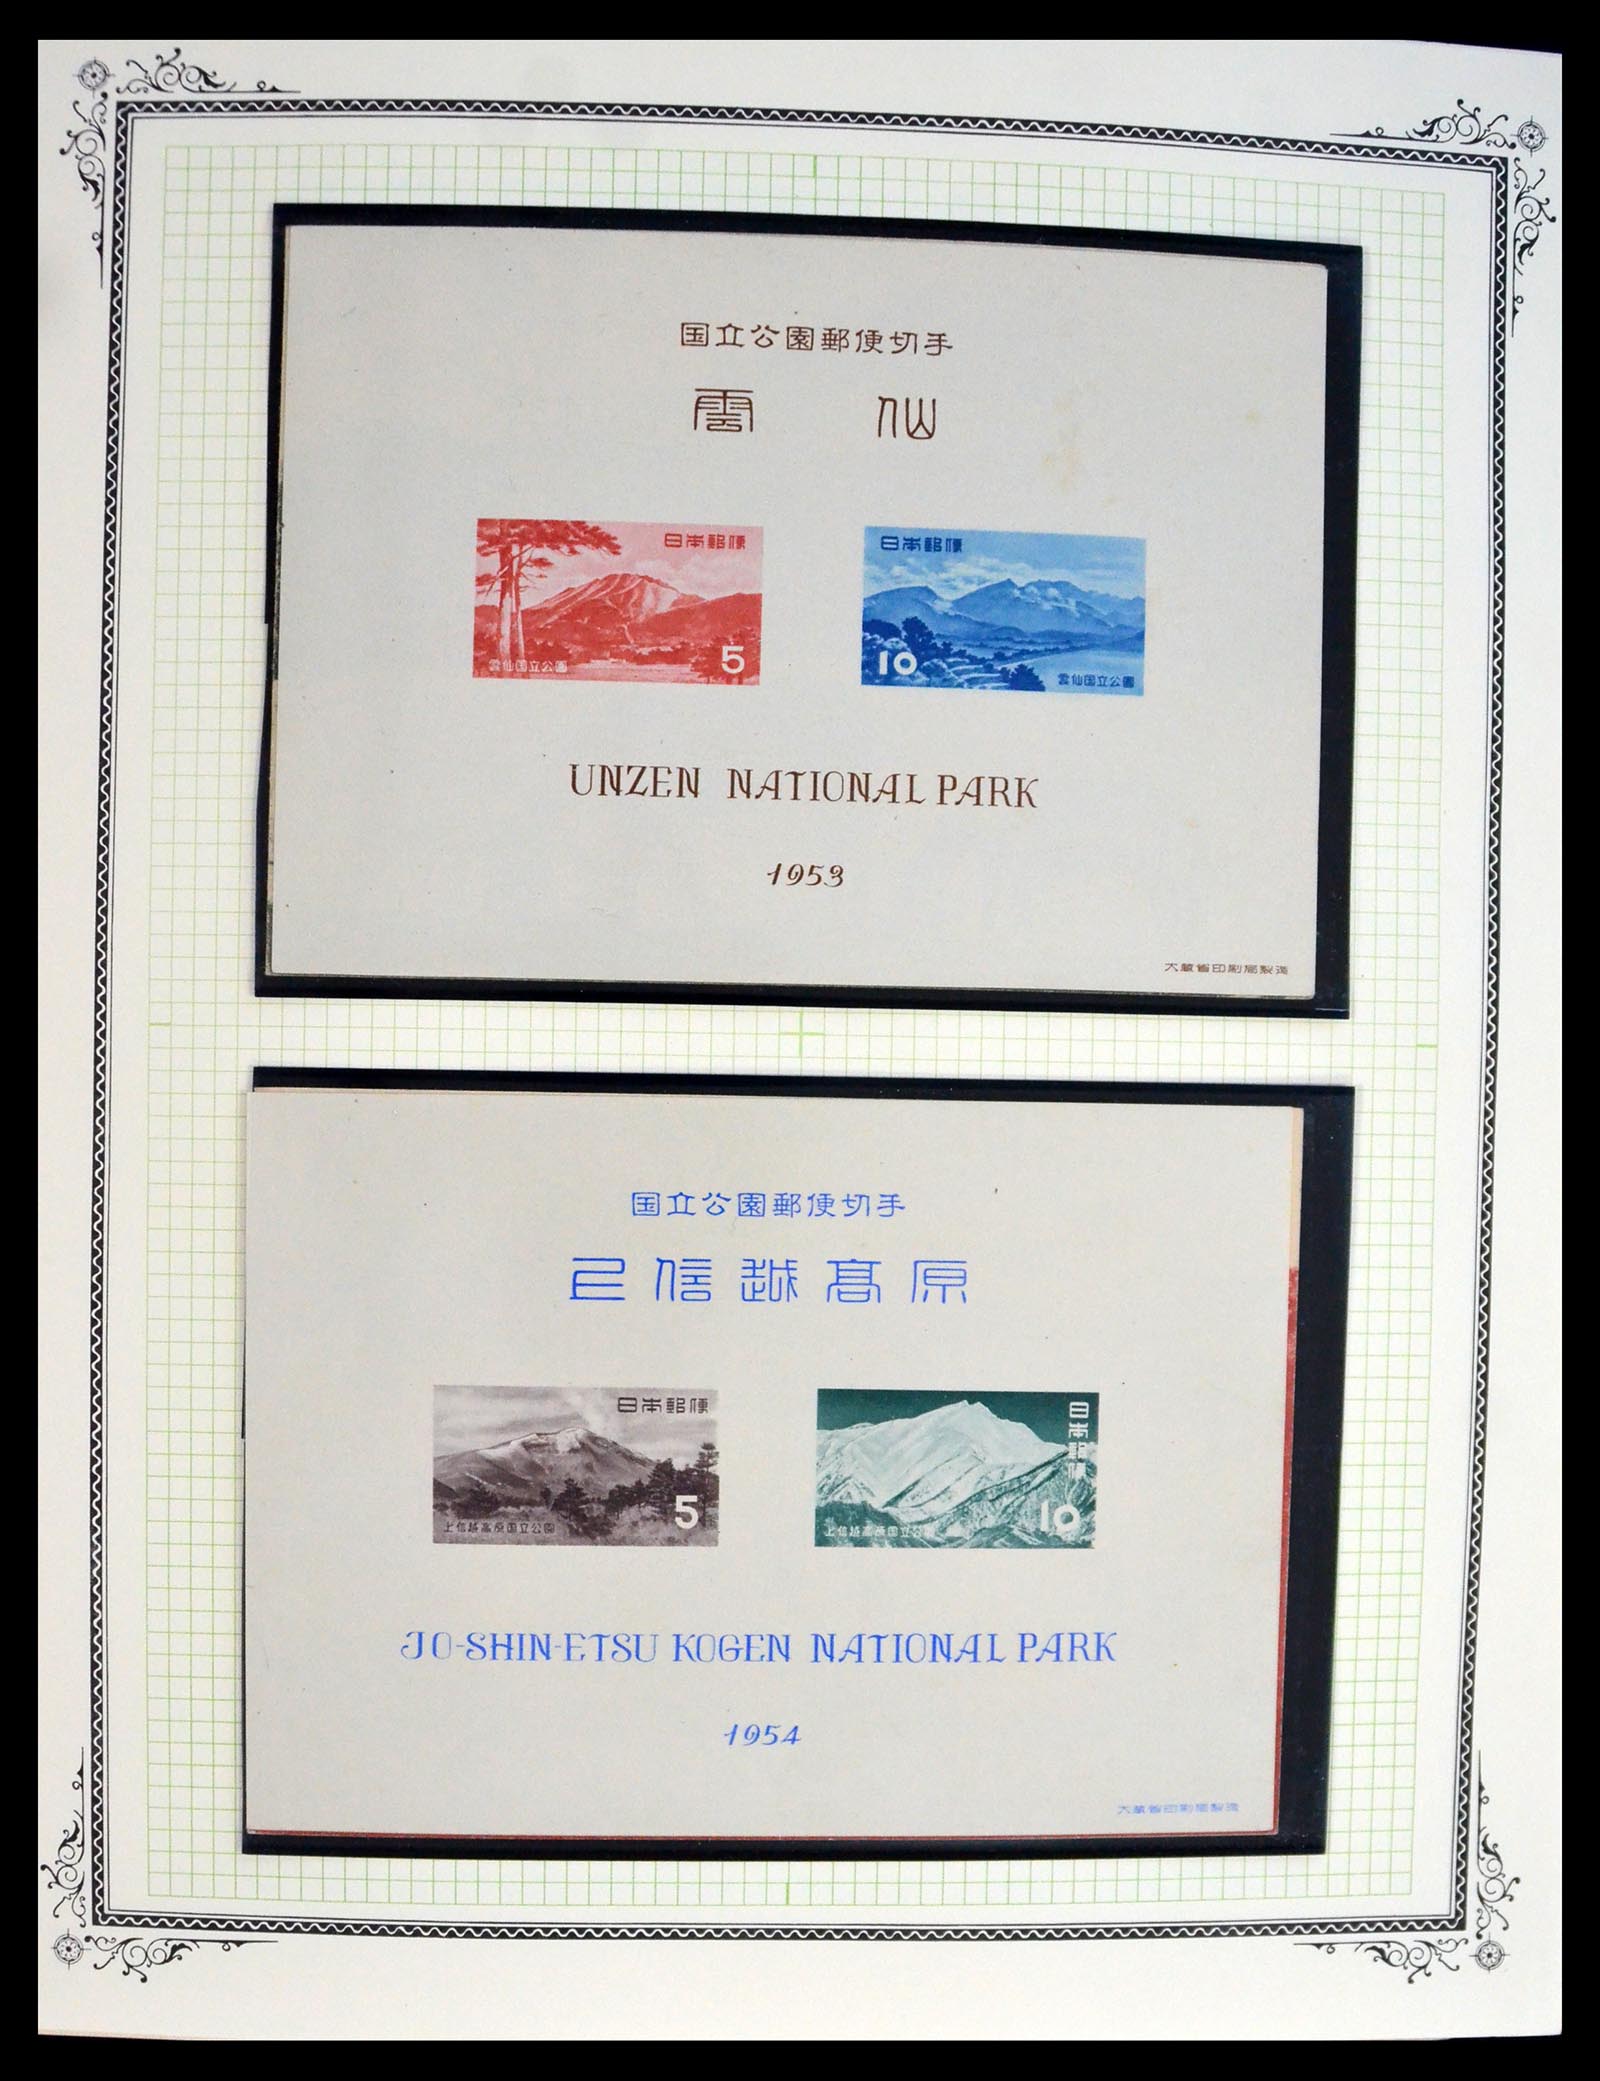 国立公園郵便切手
雲仙
日本郵便
雲仙国立公園
5
日本郵便
10
雲仙国立公園
UNZEN NATIONAL PARK
1953
大蔵省印刷局製造
国立公園郵便切手
上信越高原
日本郵便
5
上信越高原国立公園
日本郵便
10
上信越高原国立公園
JO-SHIN-ETSU KOGEN NATIONAL PARK
1954
大蔵省印刷局製造